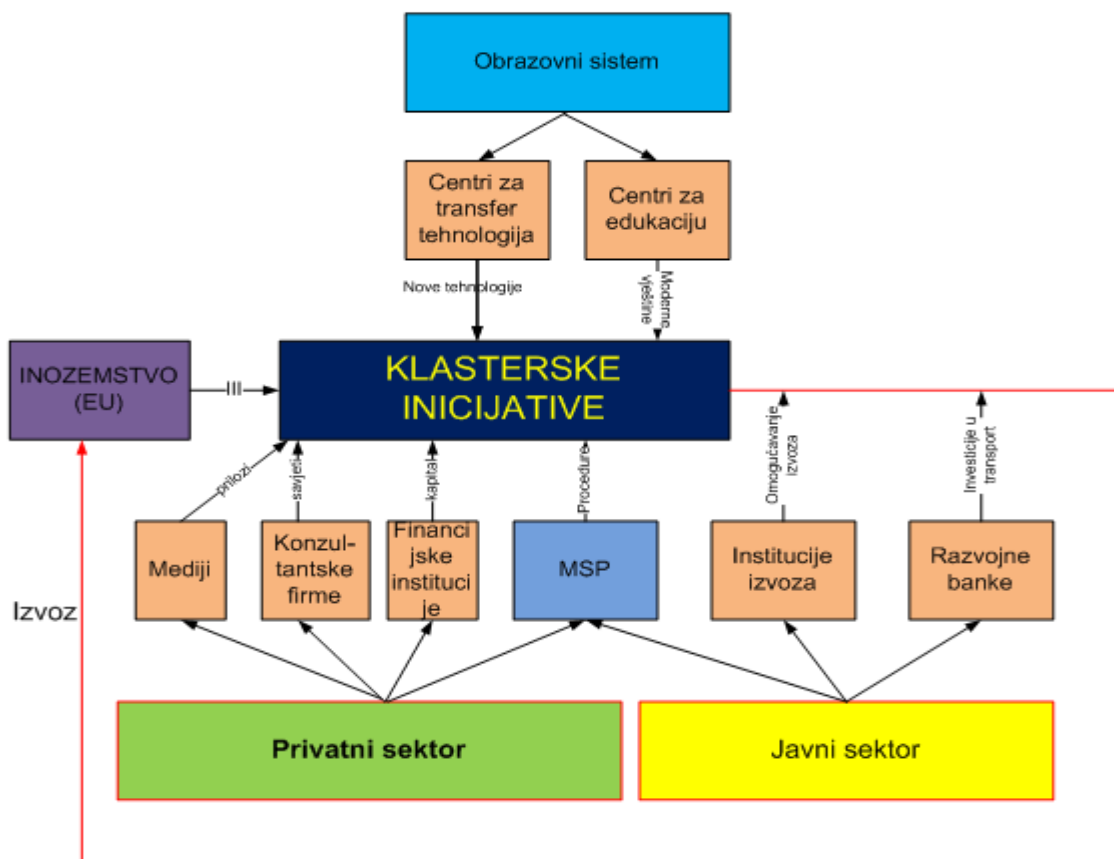 Obrazovni sistem
Centri za
transfer
tehnologija
Centri za
edukaciju
Nove tehnologije
Moderne
vještine
INOZEMSTVO
(EU)
III
KLASTERSKE
INICIJATIVE
prilozi
savjeti
kapital
Procedure
Omogućavanje
Izvoza
Investicije u
transport
Mediji
Konzul-
tantske
firme
Financi
jske
instituci
je
MSP
Institucije
izvoza
Razvojne
banke
Izvoz
Privatni sektor
Javni sektor